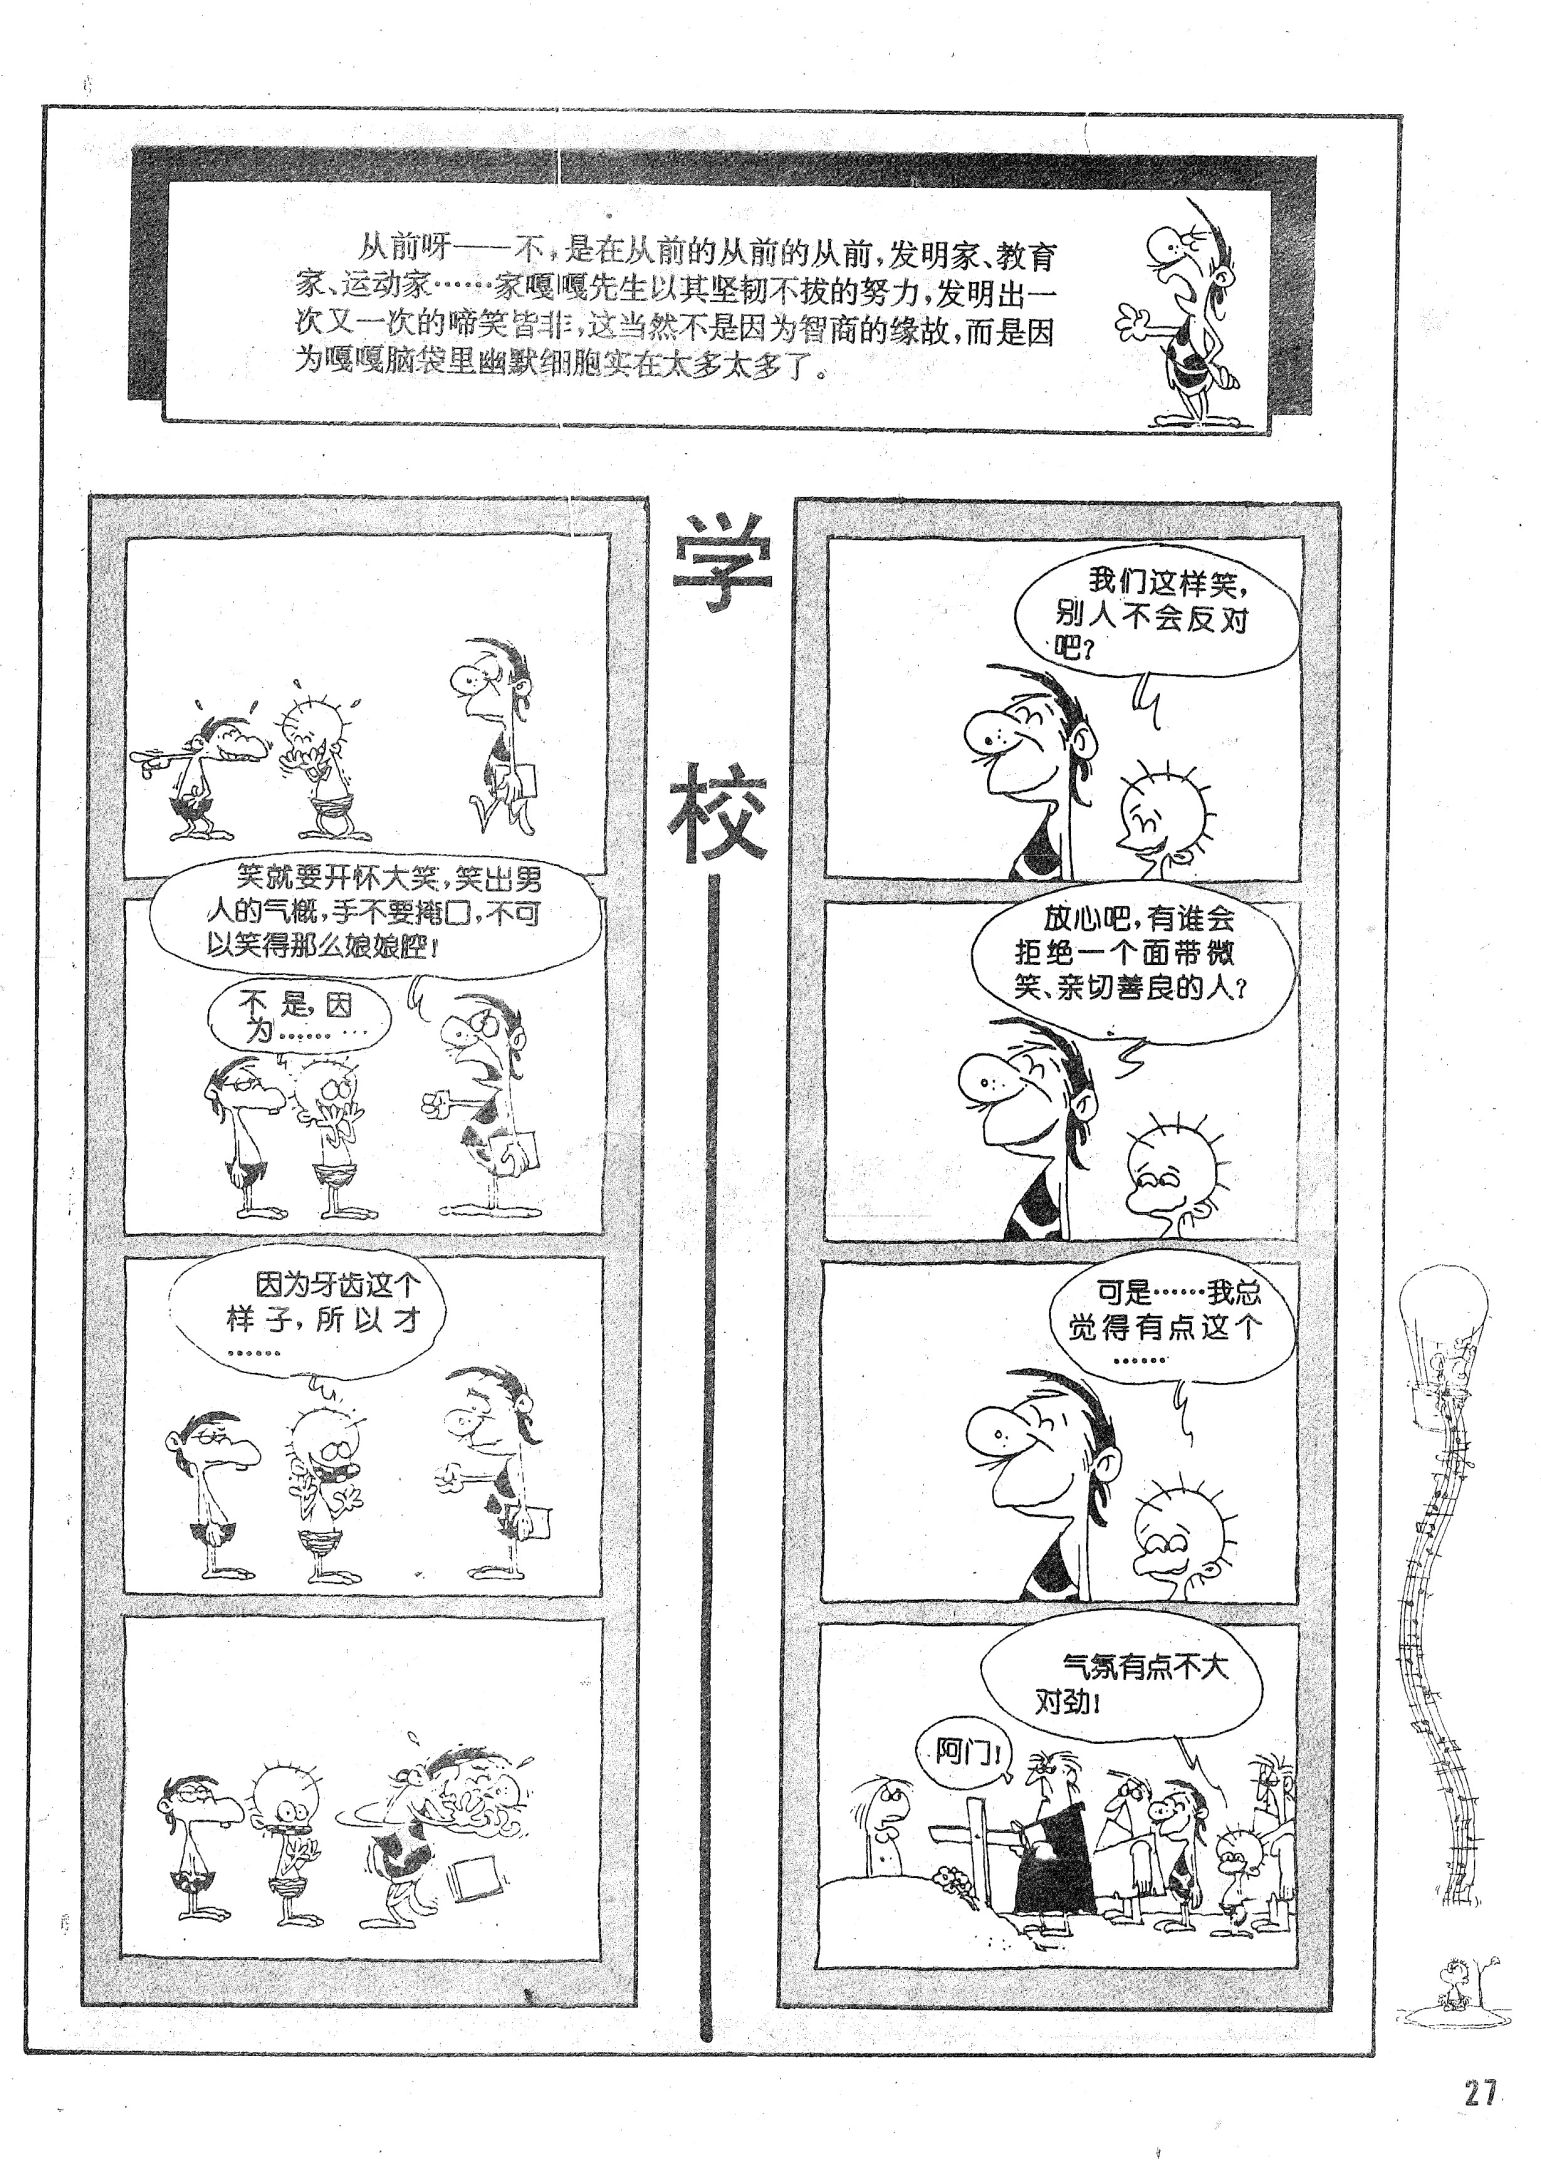 从前呀——不，是在从前的从前的从前，发明家、教育
家、运动家……家嘎嘎先生以其坚韧不拔的努力，发明出一
次又一次的啼笑皆非，这当然不是因为智商的缘故，而是因
为嘎嘎脑袋里幽默细胞实在太多太多了。
学
校
笑就要开怀大笑，笑出男
人的气概，手不要掩口，不可
以笑得那么娘娘腔！
不是，因
为………
因为牙齿这个
样子，所以才
……
我们这样笑，
别人不会反对
吧？
放心吧，有谁会
拒绝一个面带微
笑、亲切善良的人？
可是……我总
觉得有点这个
……
气氛有点不大
对劲！
阿门！
27